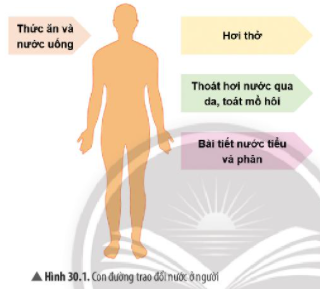 Thức ăn và
nước uống
Hơi thở
Thoát hơi nước qua
da, toát mồ hôi
Bài tiết nước tiểu
và phân
▲ Hình 30.1. Con đường trao đổi nước ở người